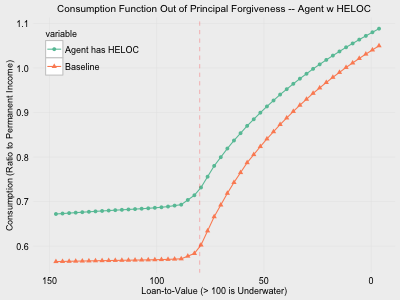 Consumption Function Out of Principal Forgiveness -- Agent w HELOC
variable
Agent has HELOC
Baseline
Consumption (Ratio to Permanent Income)
1.1
1.0
0.9
0.8
0.7
0.6
150
100
50
0
Loan-to-Value (> 100 is Underwater)